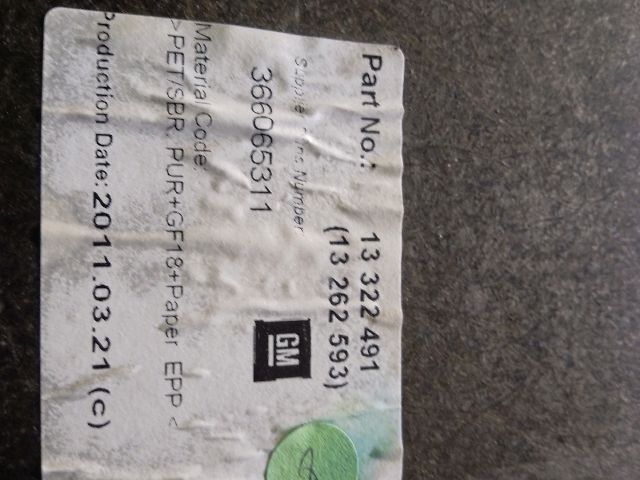 Part No.: 13 322 491
(13 262 593)
Number
366065311
GM
Material Code:
>PET/SBR, PUR+GF18+Paper EPP<
Production Date: 2011.03.21 (c)